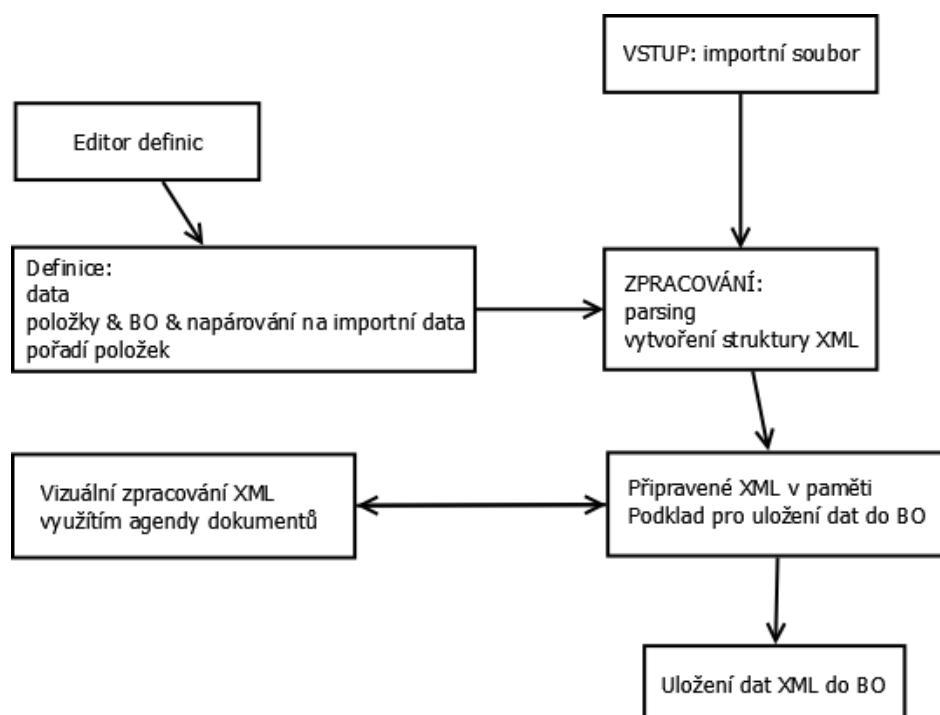 VSTUP: importní soubor
Editor definic
Definice:
data
položky & BO & napárování na importní data
pořadí položek
ZPRACOVÁNÍ:
parsing
vytvoření struktury XML
Vizuální zpracování XML
využítím agendy dokumentů
Připravené XML v paměti
Podklad pro uložení dat do BO
Uložení dat XML do BO